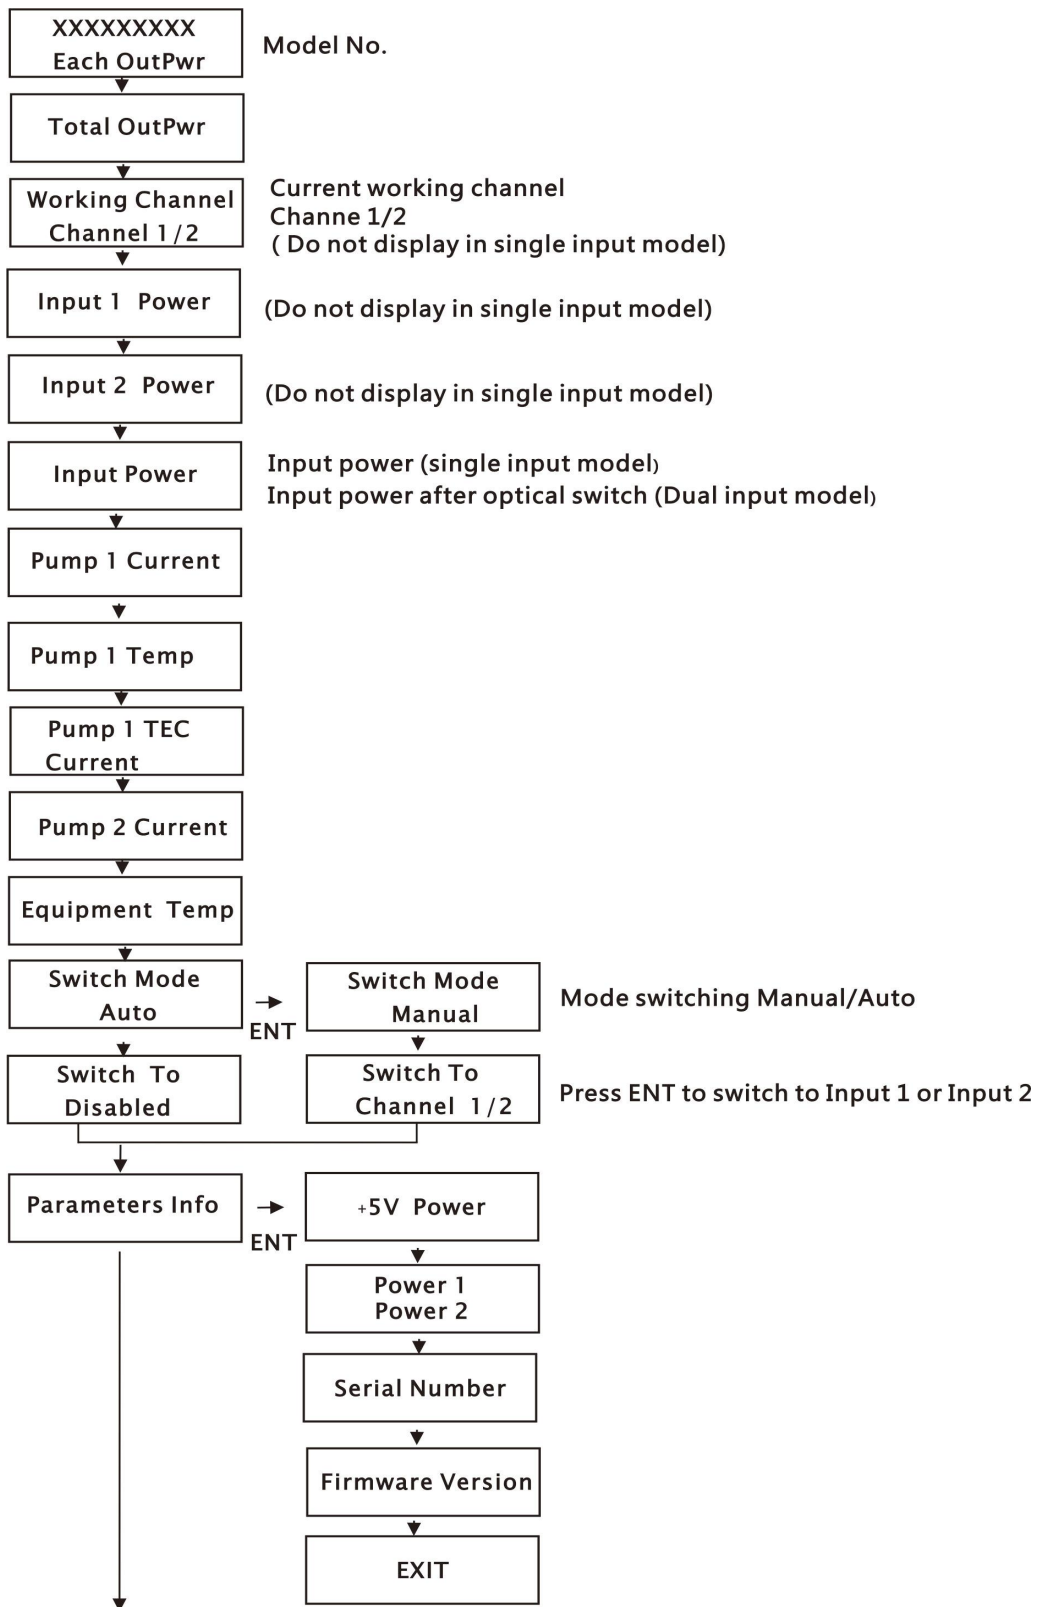 XXXXXXXXX
Each OutPwr
Model No.
Total OutPwr
Working Channel
Channel 1/2
Current working channel
Channe 1/2
( Do not display in single input model)
Input 1 Power
(Do not display in single input model)
Input 2 Power
(Do not display in single input model)
Input Power
Input power (single input model)
Input power after optical switch (Dual input model)
Pump 1 Current
Pump 1 Temp
Pump 1 TEC
Current
Pump 2 Current
Equipment Temp
Switch Mode
Auto
ENT
Switch Mode
Manual
Mode switching Manual/Auto
Switch To
Disabled
Switch To
Channel 1/2
Press ENT to switch to Input 1 or Input 2
Parameters Info
ENT
+5V Power
Power 1
Power 2
Serial Number
Firmware Version
EXIT